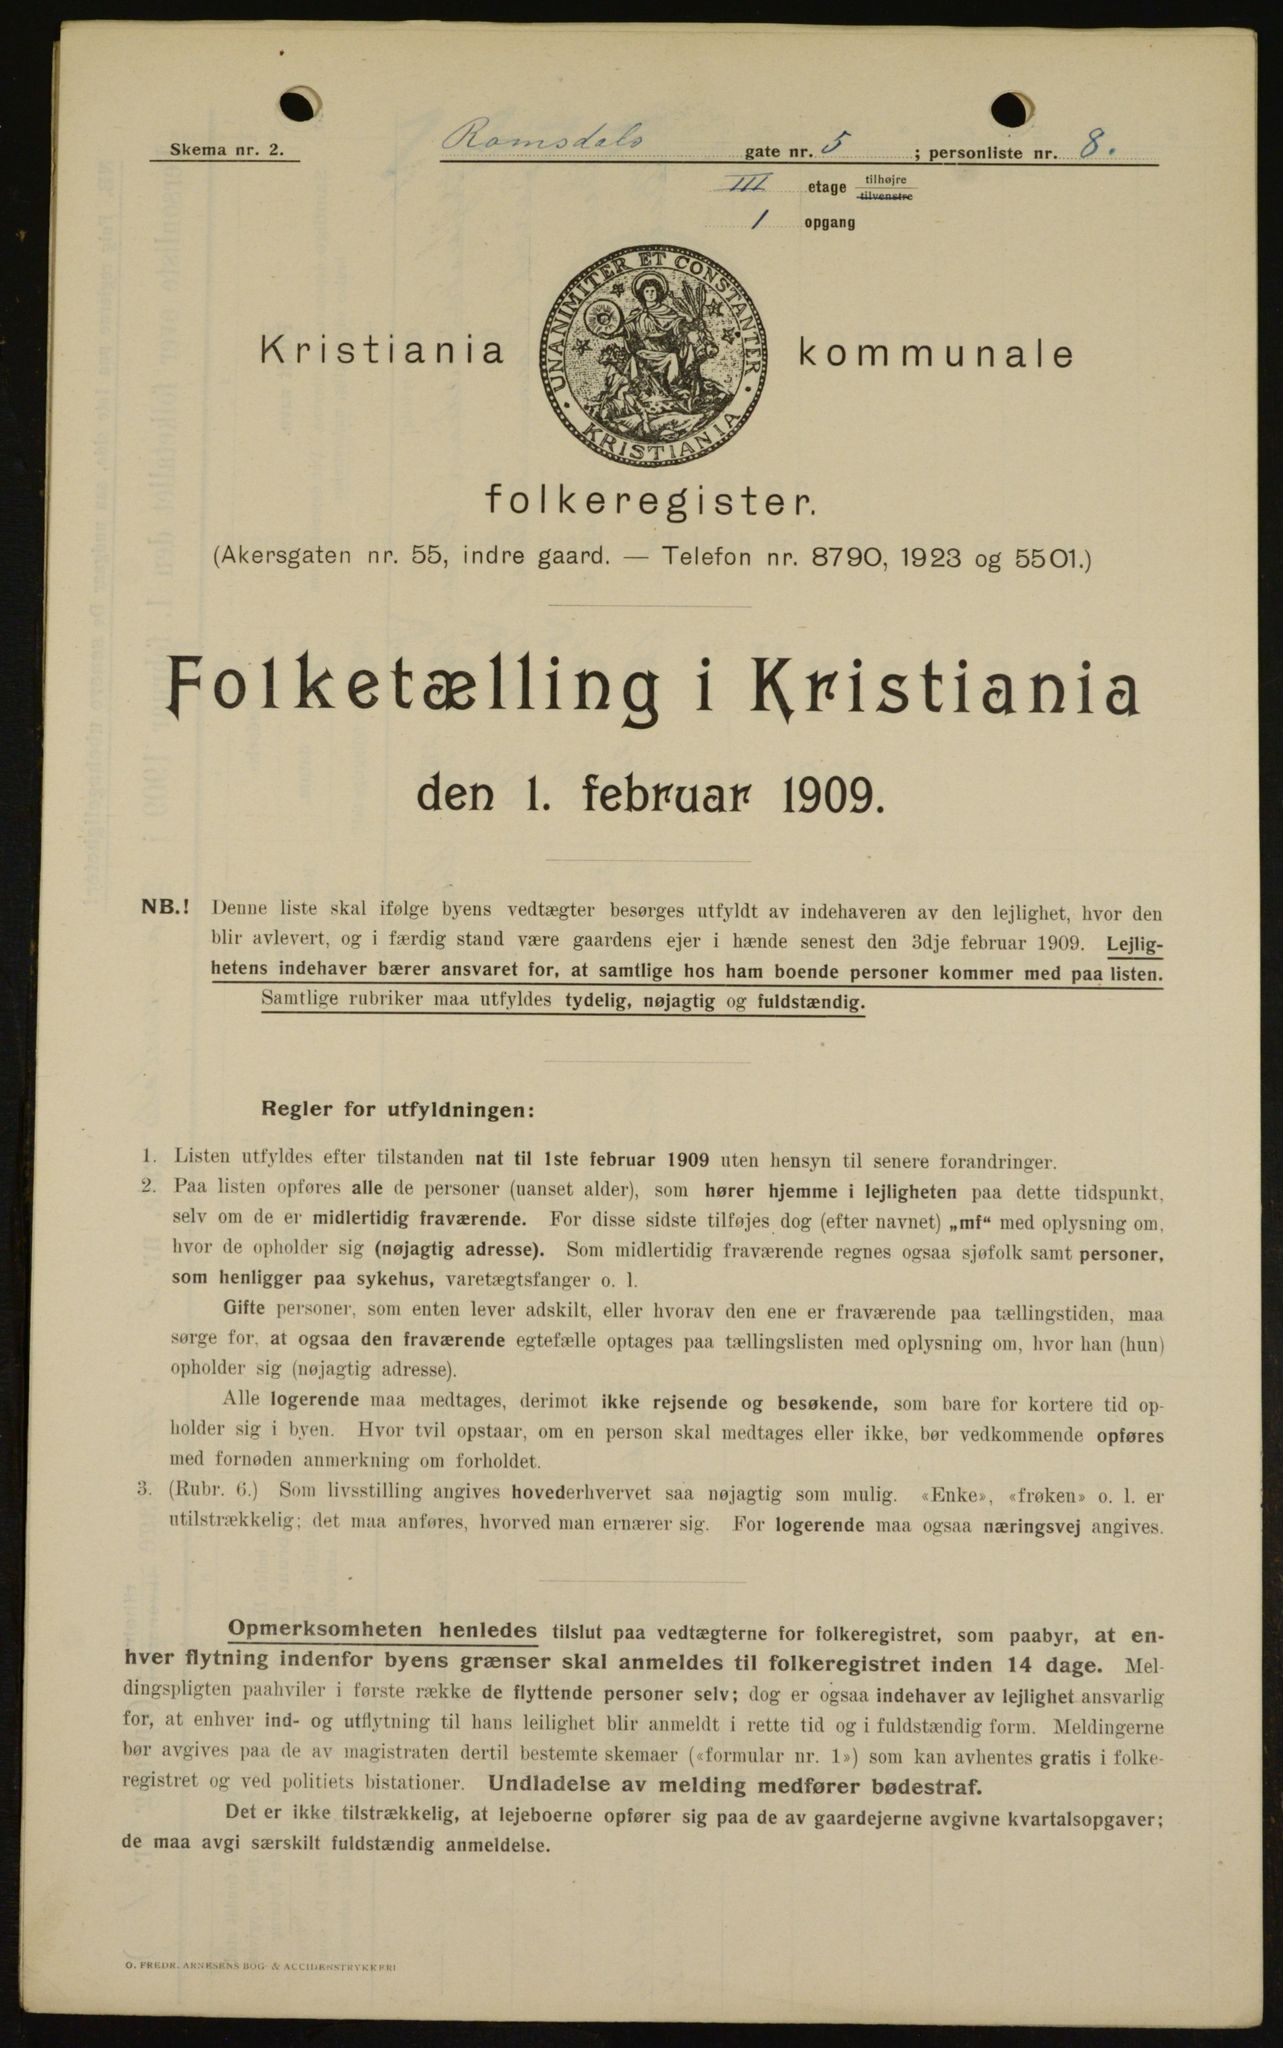 Skema nr. 2.
Romsdals gate nr. 5 ; personliste nr. 8.
III etage tilhøjre
tilvenstre
1 opgang
UNANIMITER ET CONSTANTER
KRISTIANIA
Kristiania kommunale
folkeregister.
(Akersgaten nr. 55, indre gaard. — Telefon nr. 8790, 1923 og 5501.)
Folketælling i Kristiania
den 1. februar 1909.
NB.! Denne liste skal ifølge byens vedtægter besørges utfyldt av indehaveren av den lejlighet, hvor den
blir avlevert, og i færdig stand være gaardens ejer i hænde senest den 3dje februar 1909. Lejlig-
hetens indehaver bærer ansvaret for, at samtlige hos ham boende personer kommer med paa listen.
Samtlige rubriker maa utfyldes tydelig, nøjagtig og fuldstændig.
Regler for utfyldningen:
1. Listen utfyldes efter tilstanden nat til 1ste februar 1909 uten hensyn til senere forandringer.
2. Paa listen opføres alle de personer (uanset alder), som hører hjemme i lejligheten paa dette tidspunkt,
selv om de er midlertidig fraværende. For disse sidste tilføjes dog (efter navnet) „mf“ med oplysning om,
hvor de opholder sig (nøjagtig adresse). Som midlertidig fraværende regnes ogsaa sjøfolk samt personer,
som henligger paa sykehus, varetægtsfanger o. l.
Gifte personer, som enten lever adskilt, eller hvorav den ene er fraværende paa tællingstiden, maa
sørge for, at ogsaa den fraværende egtefælle optages paa tællingslisten med oplysning om, hvor han (hun)
opholder sig (nøjagtig adresse).
Alle logerende maa medtages, derimot ikke rejsende og besøkende, som bare for kortere tid op-
holder sig i byen. Hvor tvil opstaar, om en person skal medtages eller ikke, bør vedkommende opføres
med fornøden anmerkning om forholdet.
3. (Rubr. 6.) Som livsstilling angives hovederhvervet saa nøjagtig som mulig. «Enke», «frøken» o. l. er
utilstrækkelig; det maa anføres, hvorved man ernærer sig. For logerende maa ogsaa næringsvej angives.
Opmerksomheten henledes tilslut paa vedtægterne for folkeregistret, som paabyr, at en-
hver flytning indenfor byens grænser skal anmeldes til folkeregistret inden 14 dage. Mel-
dingspligten paahviler i første række de flyttende personer selv; dog er ogsaa indehaver av lejlighet ansvarlig
for, at enhver ind- og utflytning til hans leilighet blir anmeldt i rette tid og i fuldstændig form. Meldingerne
bør avgives paa de av magistraten dertil bestemte skemaer («formular nr. 1») som kan avhentes gratis i folke-
registret og ved politiets bistationer. Undladelse av melding medfører bødestraf.
Det er ikke tilstrækkelig, at lejeboerne opfører sig paa de av gaardejerne avgivne kvartalsopgaver;
de maa avgi særskilt fuldstændig anmeldelse.
O. FREDR. ARNESENS BOG- & ACCIDENSTRYKKERI